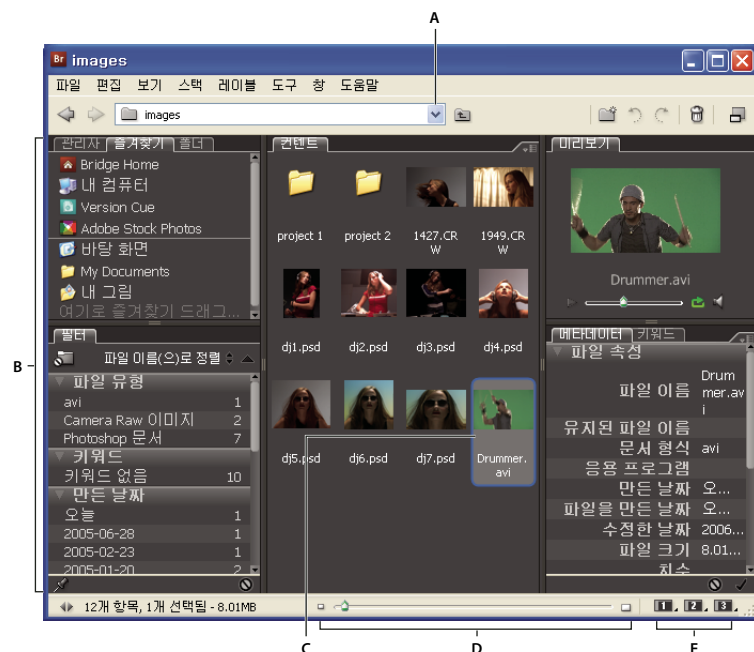 A
Br images
파일 편집 보기 스택 레이블 도구 창 도움말
images
관리자 즐겨찾기 폴더
Bridge Home
내 컴퓨터
Version Cue
Adobe Stock Photos
바탕 화면
My Documents
내 그림
여기로 즐겨찾기 드래그...
필터
파일 이름(으)로 정렬
파일 유형
avi 1
Camera Raw 이미지 2
Photoshop 문서 7
키워드
키워드 없음 10
만든 날짜
오늘 1
2005-06-28 1
2005-02-23 1
2005-01-20 2
B
컨텐트
project 1 project 2 1427.CR
W 1949.CR
W
dj1.psd dj2.psd dj3.psd dj4.psd
dj5.psd dj6.psd dj7.psd Drummer.
avi
미리보기
Drummer.avi
메타데이터 키워드
파일 속성
파일 이름 Drum
mer.av
i
유지된 파일 이름
문서 형식 avi
응용 프로그램
만든 날짜 오...
파일을 만든 날짜 오...
수정한 날짜 2006...
파일 크기 8.01...
치수
12개 항목, 1개 선택됨 - 8.01MB
1 2 3
C D E